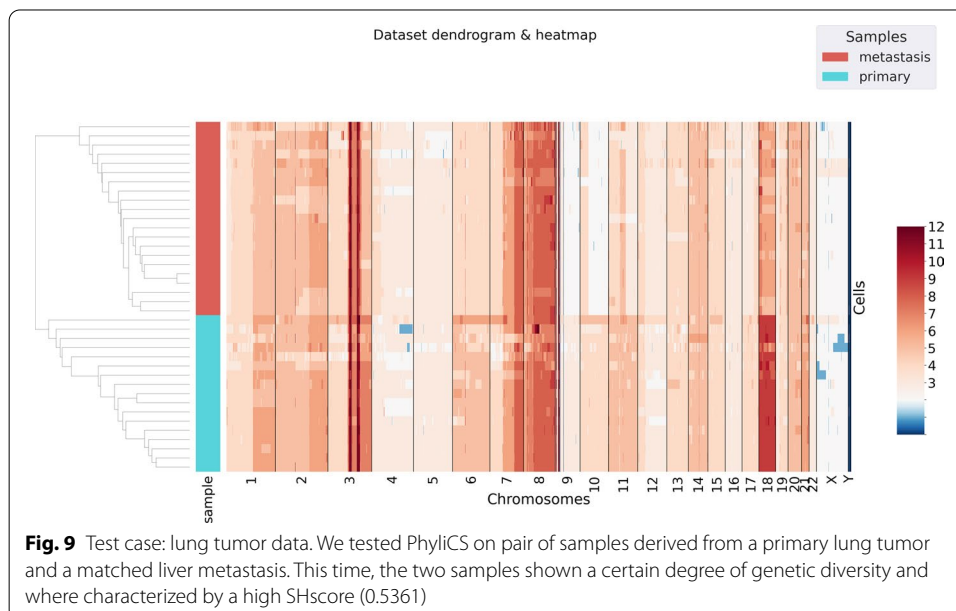 Dataset dendrogram & heatmap
Samples
metastasis
primary
12
11
10
9
8
7
6
5
4
3
Cells
sample
1
2
3
4
5
6
7
8
9
10
11
12
13
14
15
16
17
18
19
20
21
22
X
Y
Chromosomes
Fig. 9 Test case: lung tumor data. We tested PhyliCS on pair of samples derived from a primary lung tumor
and a matched liver metastasis. This time, the two samples shown a certain degree of genetic diversity and
where characterized by a high SHscore (0.5361)